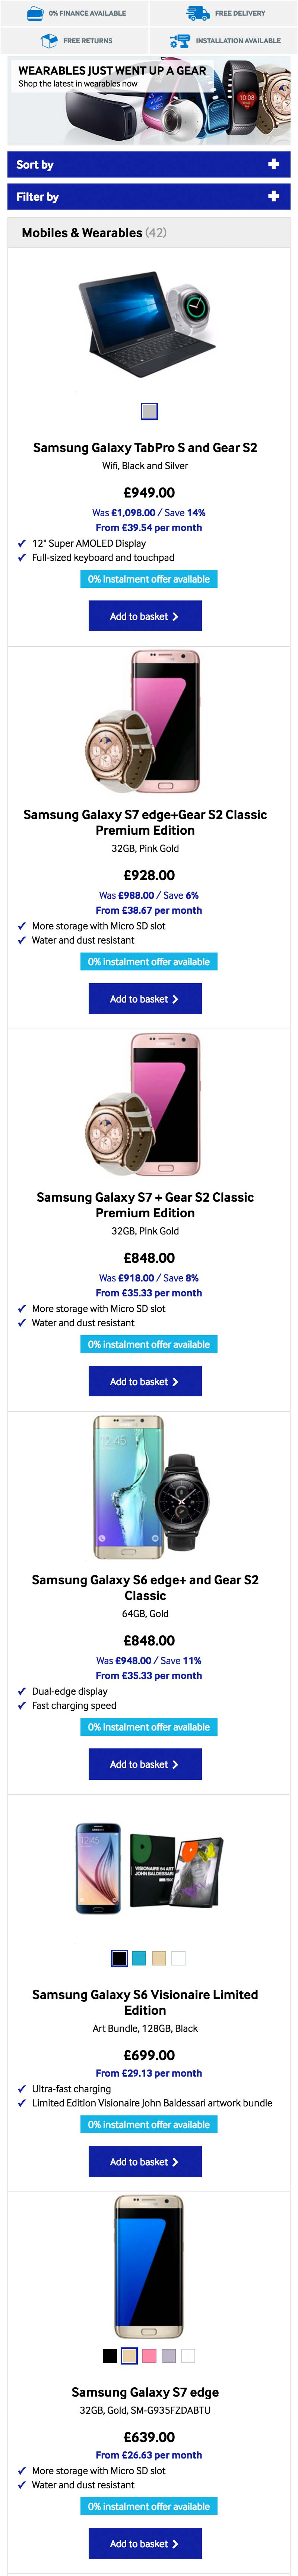 0% FINANCE AVAILABLE
FREE DELIVERY
FREE RETURNS
INSTALLATION AVAILABLE
WEARABLES JUST WENT UP A GEAR
Shop the latest in wearables now
10:08
Sort by
Filter by
Mobiles & Wearables (42)
Samsung Galaxy TabPro S and Gear S2
Wifi, Black and Silver
£949.00
Was £1,098.00 / Save 14%
From £39.54 per month
12" Super AMOLED Display
Full-sized keyboard and touchpad
0% instalment offer available
Add to basket
Samsung Galaxy S7 edge+Gear S2 Classic
Premium Edition
32GB, Pink Gold
£928.00
Was £988.00 / Save 6%
From £38.67 per month
More storage with Micro SD slot
Water and dust resistant
0% instalment offer available
Add to basket
Samsung Galaxy S7 + Gear S2 Classic
Premium Edition
32GB, Pink Gold
£848.00
Was £918.00 / Save 8%
From £35.33 per month
More storage with Micro SD slot
Water and dust resistant
0% instalment offer available
Add to basket
12:45
Samsung Galaxy S6 edge+ and Gear S2
Classic
64GB, Gold
£848.00
Was £948.00 / Save 11%
From £35.33 per month
Dual-edge display
Fast charging speed
0% instalment offer available
Add to basket
12:45
VISIONAIRE 64 ART
JOHN BALDESSARI
Samsung Galaxy S6 Visionaire Limited
Edition
Art Bundle, 128GB, Black
£699.00
From £29.13 per month
Ultra-fast charging
Limited Edition Visionaire John Baldessari artwork bundle
0% instalment offer available
Add to basket
Samsung Galaxy S7 edge
32GB, Gold, SM-G935FZDABTU
£639.00
From £26.63 per month
More storage with Micro SD slot
Water and dust resistant
0% instalment offer available
Add to basket